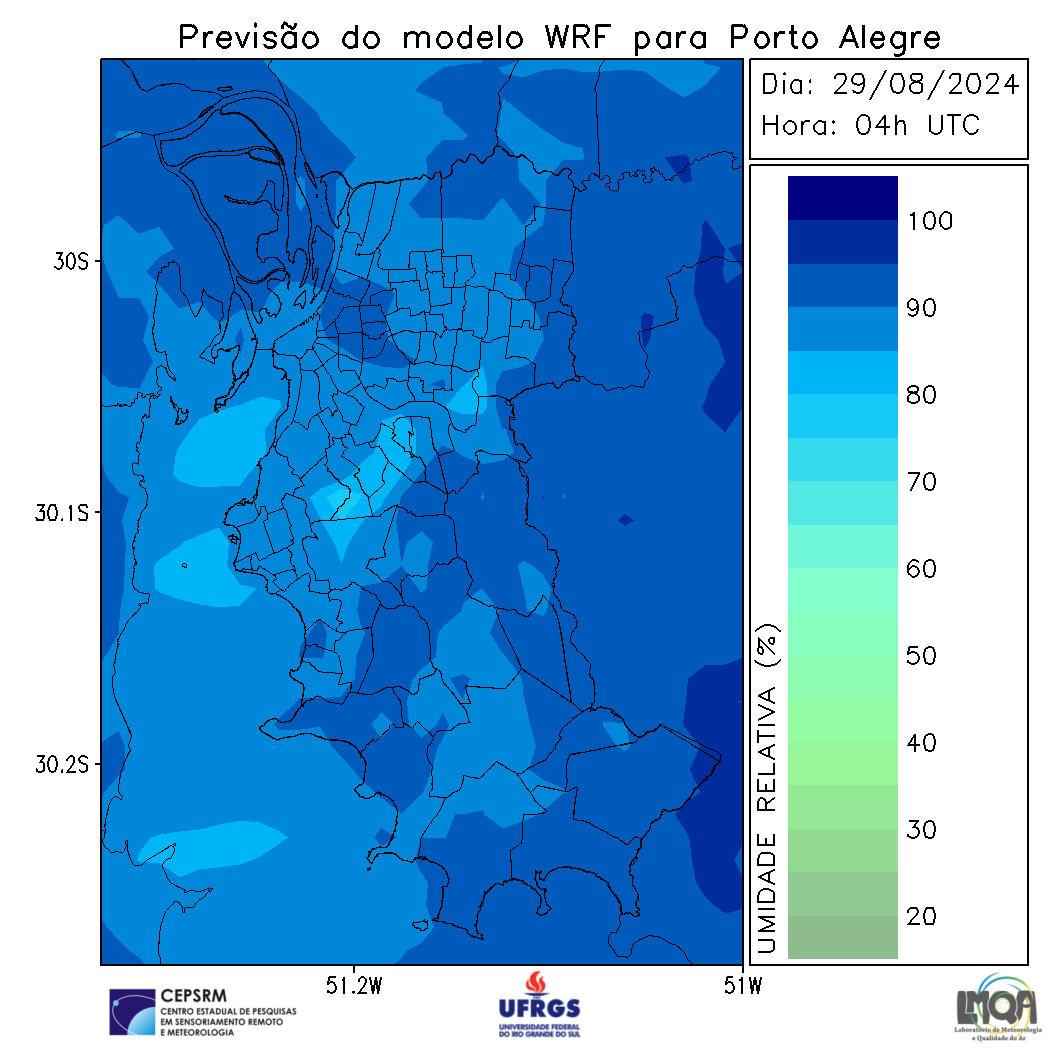 Previsão do modelo WRF para Porto Alegre
Dia: 29/08/2024
Hora: 04h UTC
30S
30.1S
30.2S
51.2W
51W
UMIDADE RELATIVA (%)
100
90
80
70
60
50
40
30
20
CEPSRM
CENTRO ESTADUAL DE PESQUISAS
EM SENSORIAMENTO REMOTO
E METEOROLOGIA
UFRGS
UNIVERSIDADE FEDERAL
DO RIO GRANDE DO SUL
LMQA
Laboratório de Meteorologia
e Qualidade do Ar